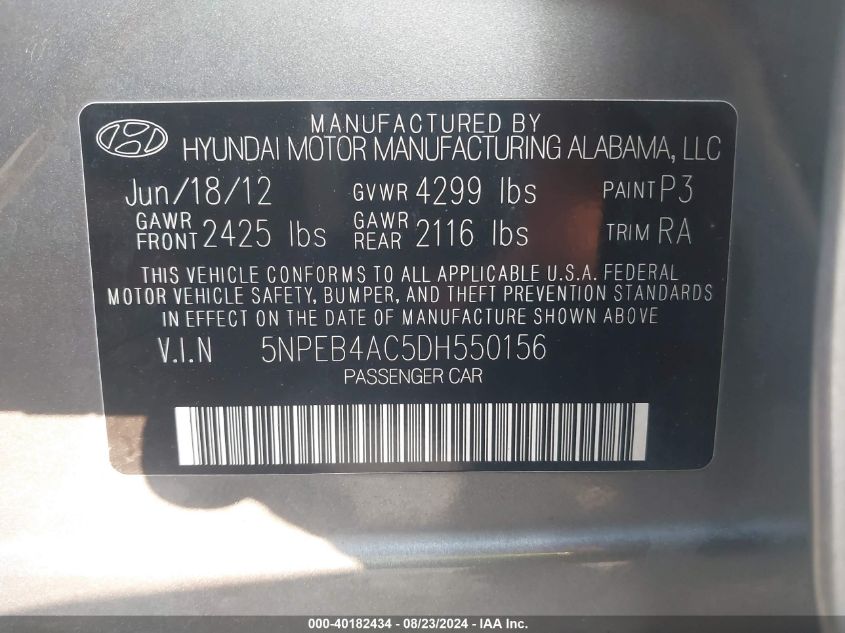 MANUFACTURED BY
HYUNDAI MOTOR MANUFACTURING ALABAMA, LLC
Jun/18/12 GVWR 4299 lbs PAINT P3
GAWR FRONT 2425 lbs GAWR REAR 2116 lbs TRIM RA
THIS VEHICLE CONFORMS TO ALL APPLICABLE U.S.A. FEDERAL
MOTOR VEHICLE SAFETY, BUMPER, AND THEFT PREVENTION STANDARDS
IN EFFECT ON THE DATE OF MANUFACTURE SHOWN ABOVE
V.I.N 5NPEB4AC5DH550156
PASSENGER CAR
000-40182434 - 08/23/2024 - IAA Inc.